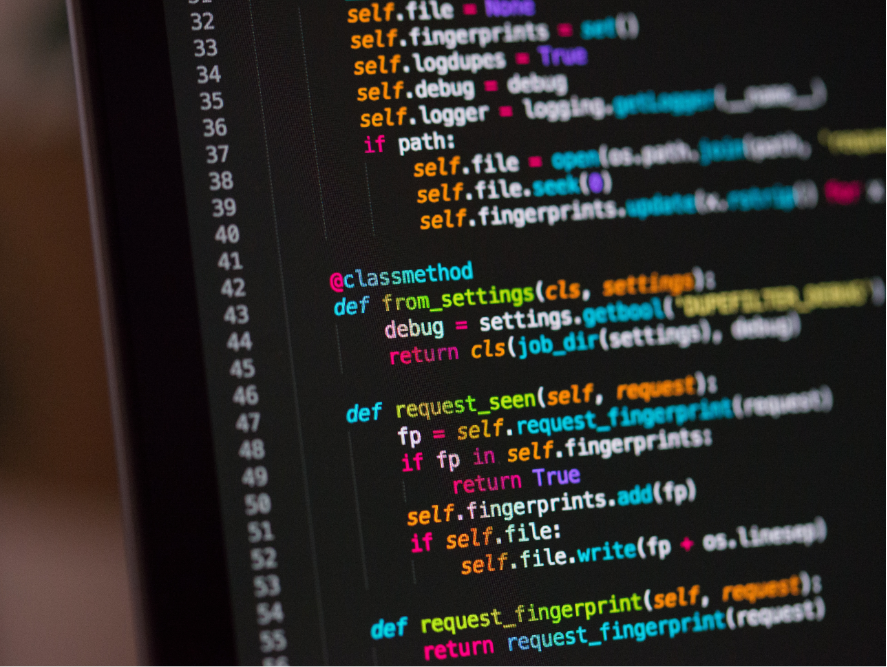 31
32 self.file = None
33 self.fingerprints = set()
34 self.logdupes = True
35 self.debug = debug
36 self.logger = logging.getLogger(__name__)
37 if path:
38 self.file = open(os.path.join(path, 'reque
39 self.file.seek(0)
40 self.fingerprints.update(x.rstrip() for
41
42 @classmethod
43 def from_settings(cls, settings):
44 debug = settings.getbool('DUPEFILTER_DEBUG')
45 return cls(job_dir(settings), debug)
46
47 def request_seen(self, request):
48 fp = self.request_fingerprint(request)
49 if fp in self.fingerprints:
50 return True
51 self.fingerprints.add(fp)
52 if self.file:
53 self.file.write(fp + os.linesep)
54
55 def request_fingerprint(self, request):
56 return request_fingerprint(request)